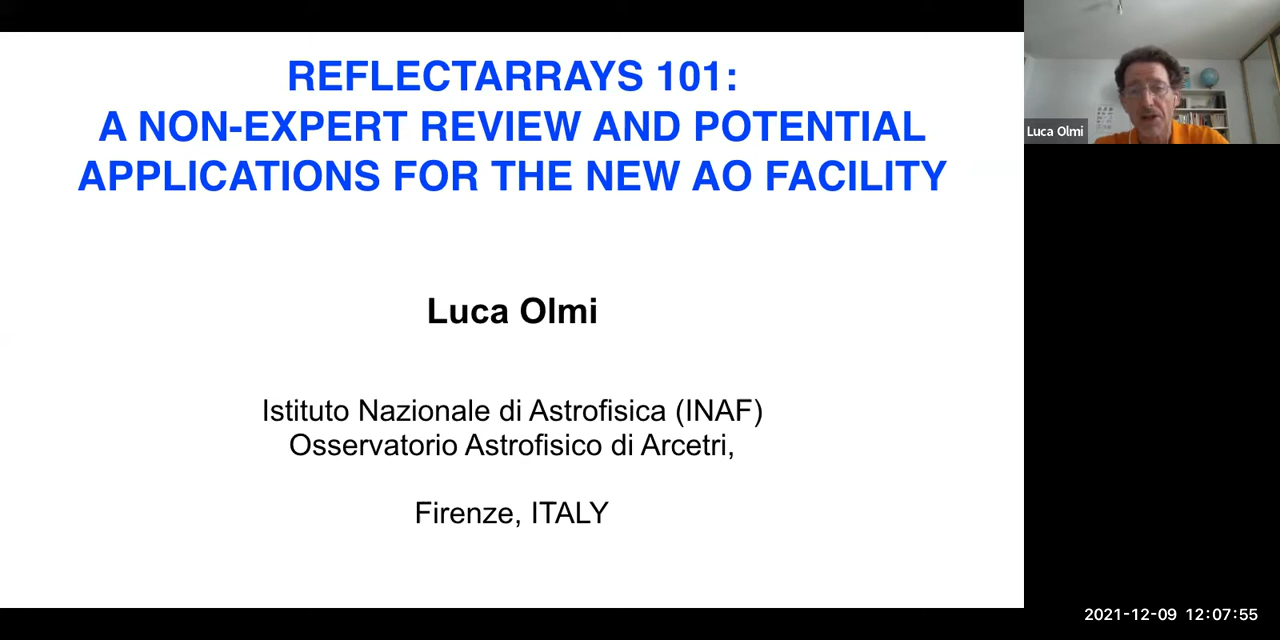 REFLECTARRAYS 101:
A NON-EXPERT REVIEW AND POTENTIAL
APPLICATIONS FOR THE NEW AO FACILITY
Luca Olmi
Istituto Nazionale di Astrofisica (INAF)
Osservatorio Astrofisico di Arcetri,
Firenze, ITALY
Luca Olmi
2021-12-09 12:07:55